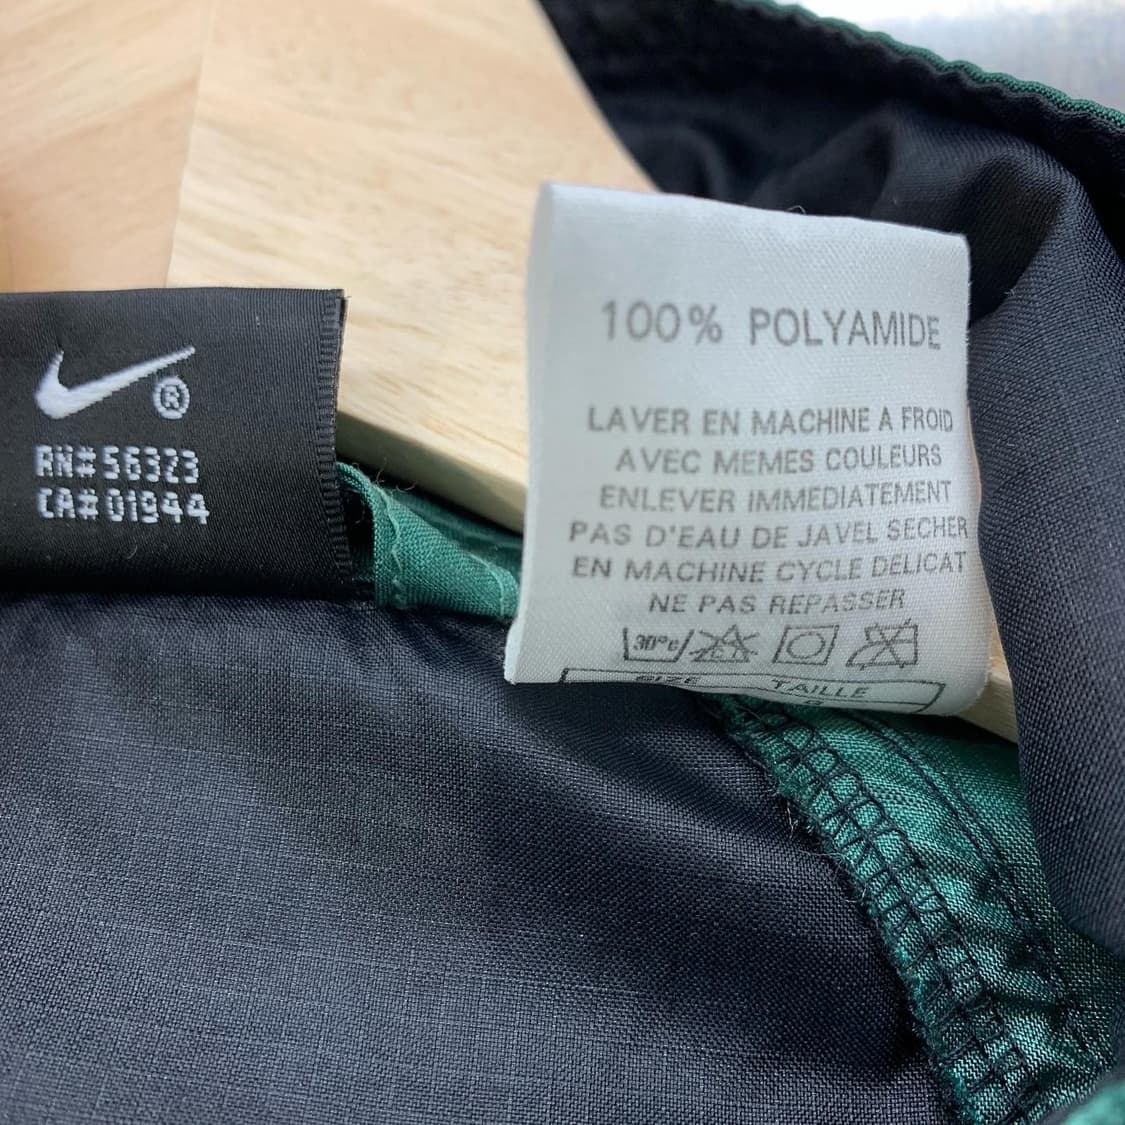 ®
RN# 56323
CA# 01944
100% POLYAMIDE
LAVER EN MACHINE A FROID
AVEC MEMES COULEURS
ENLEVER IMMEDIATEMENT
PAS D'EAU DE JAVEL SECHER
EN MACHINE CYCLE DELICAT
NE PAS REPASSER
30°c
SIZE TAILLE